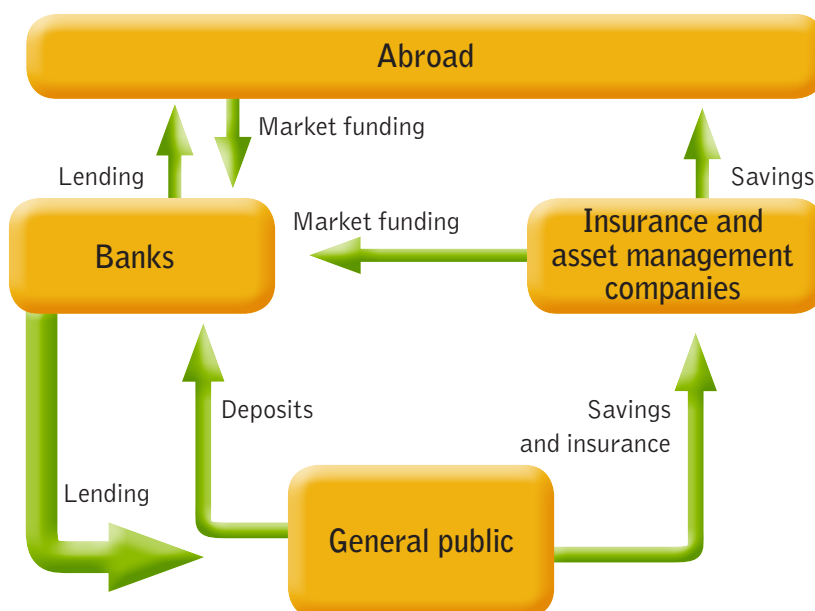 Abroad
Market funding
Lending
Savings
Banks
Market funding
Insurance and
asset management
companies
Deposits
Savings
and insurance
Lending
General public